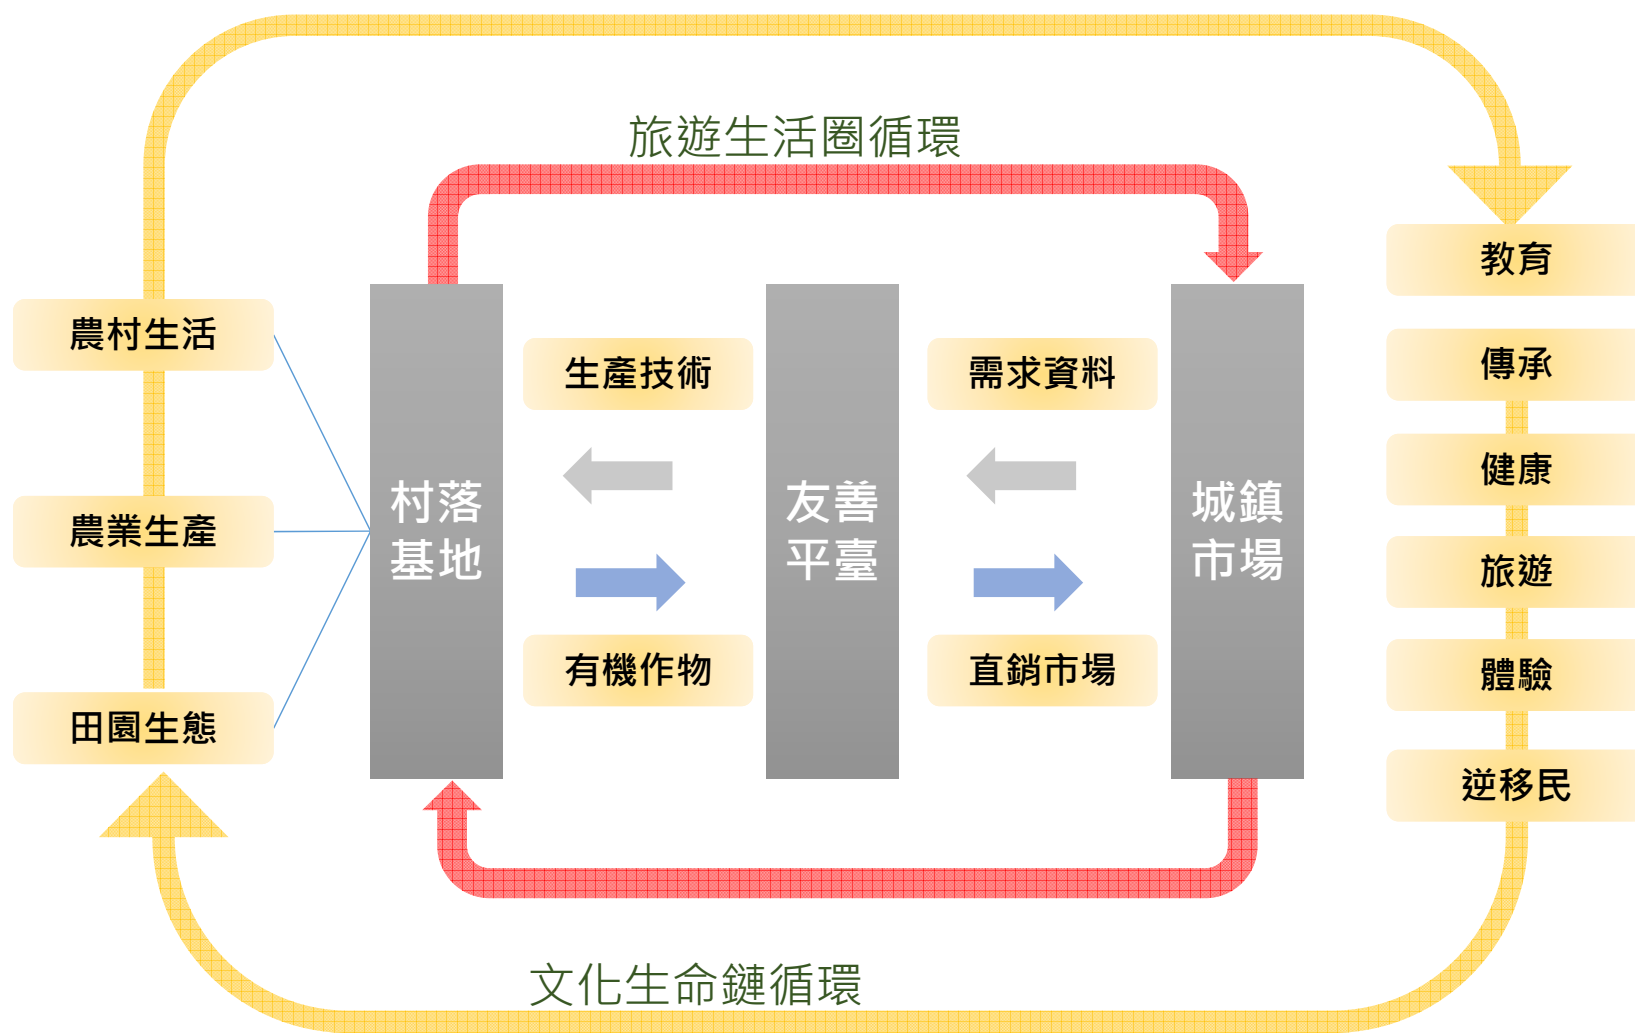 旅遊生活圈循環
農村生活
農業生產
田園生態
村落
基地
生產技術
有機作物
友善
平臺
需求資料
直銷市場
城鎮
市場
教育
傳承
健康
旅遊
體驗
逆移民
文化生命鏈循環